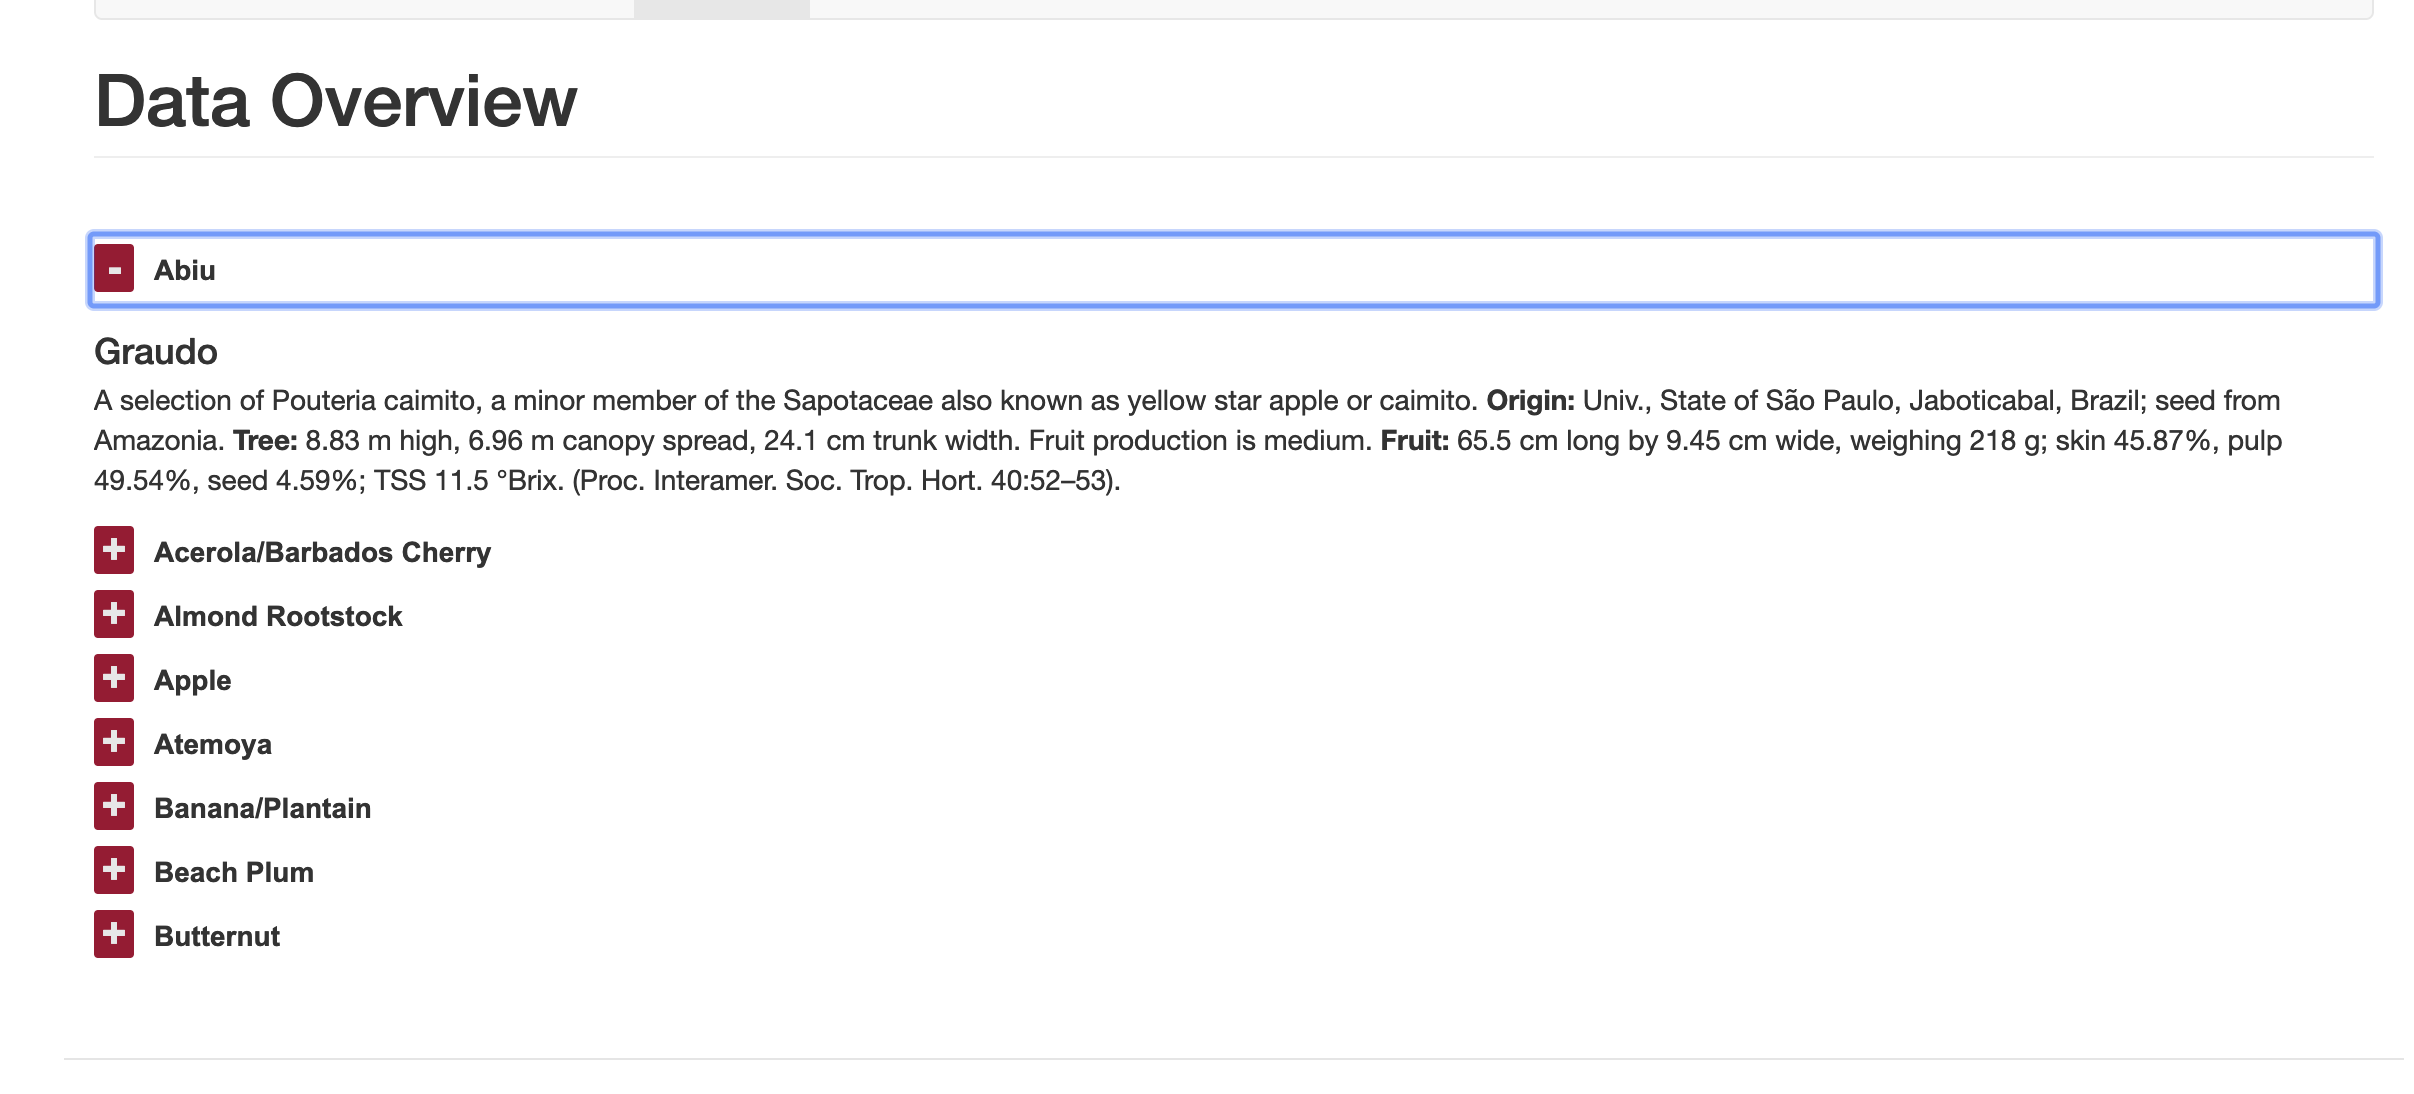 Data Overview
- Abiu
Graudo
A selection of Pouteria caimito, a minor member of the Sapotaceae also known as yellow star apple or caimito. Origin: Univ., State of São Paulo, Jaboticabal, Brazil; seed from
Amazonia. Tree: 8.83 m high, 6.96 m canopy spread, 24.1 cm trunk width. Fruit production is medium. Fruit: 65.5 cm long by 9.45 cm wide, weighing 218 g; skin 45.87%, pulp
49.54%, seed 4.59%; TSS 11.5 °Brix. (Proc. Interamer. Soc. Trop. Hort. 40:52–53).
+ Acerola/Barbados Cherry
+ Almond Rootstock
+ Apple
+ Atemoya
+ Banana/Plantain
+ Beach Plum
+ Butternut